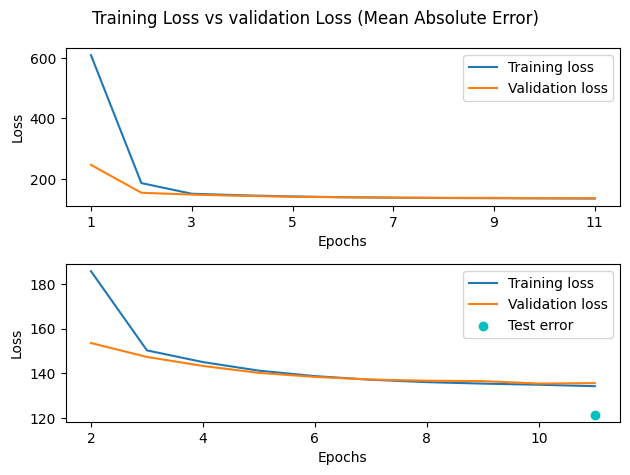 Training Loss vs validation Loss (Mean Absolute Error)
600
400
200
Loss
Training loss
Validation loss
1 3 5 7 9 11
Epochs
180
160
140
120
Loss
Training loss
Validation loss
Test error
2 4 6 8 10
Epochs